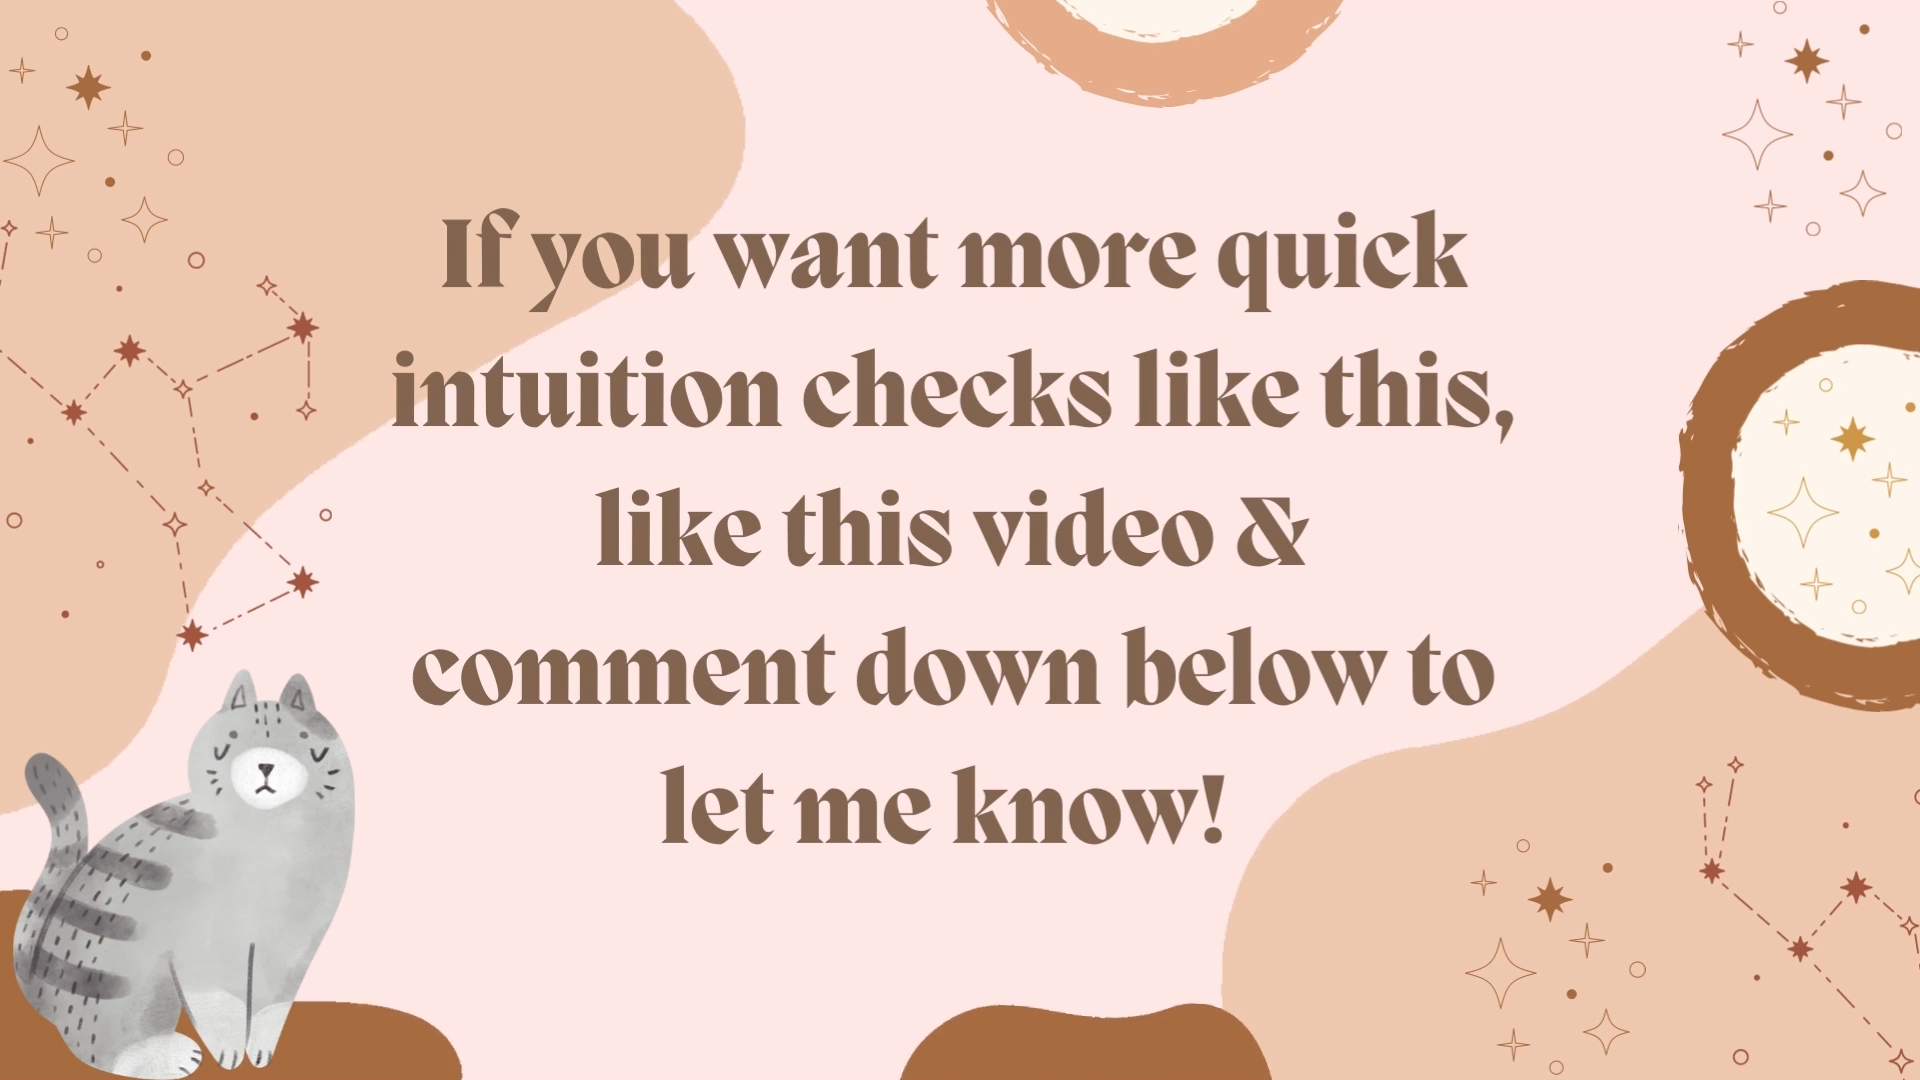 If you want more quick
intuition checks like this,
like this video &
comment down below to
let me know!